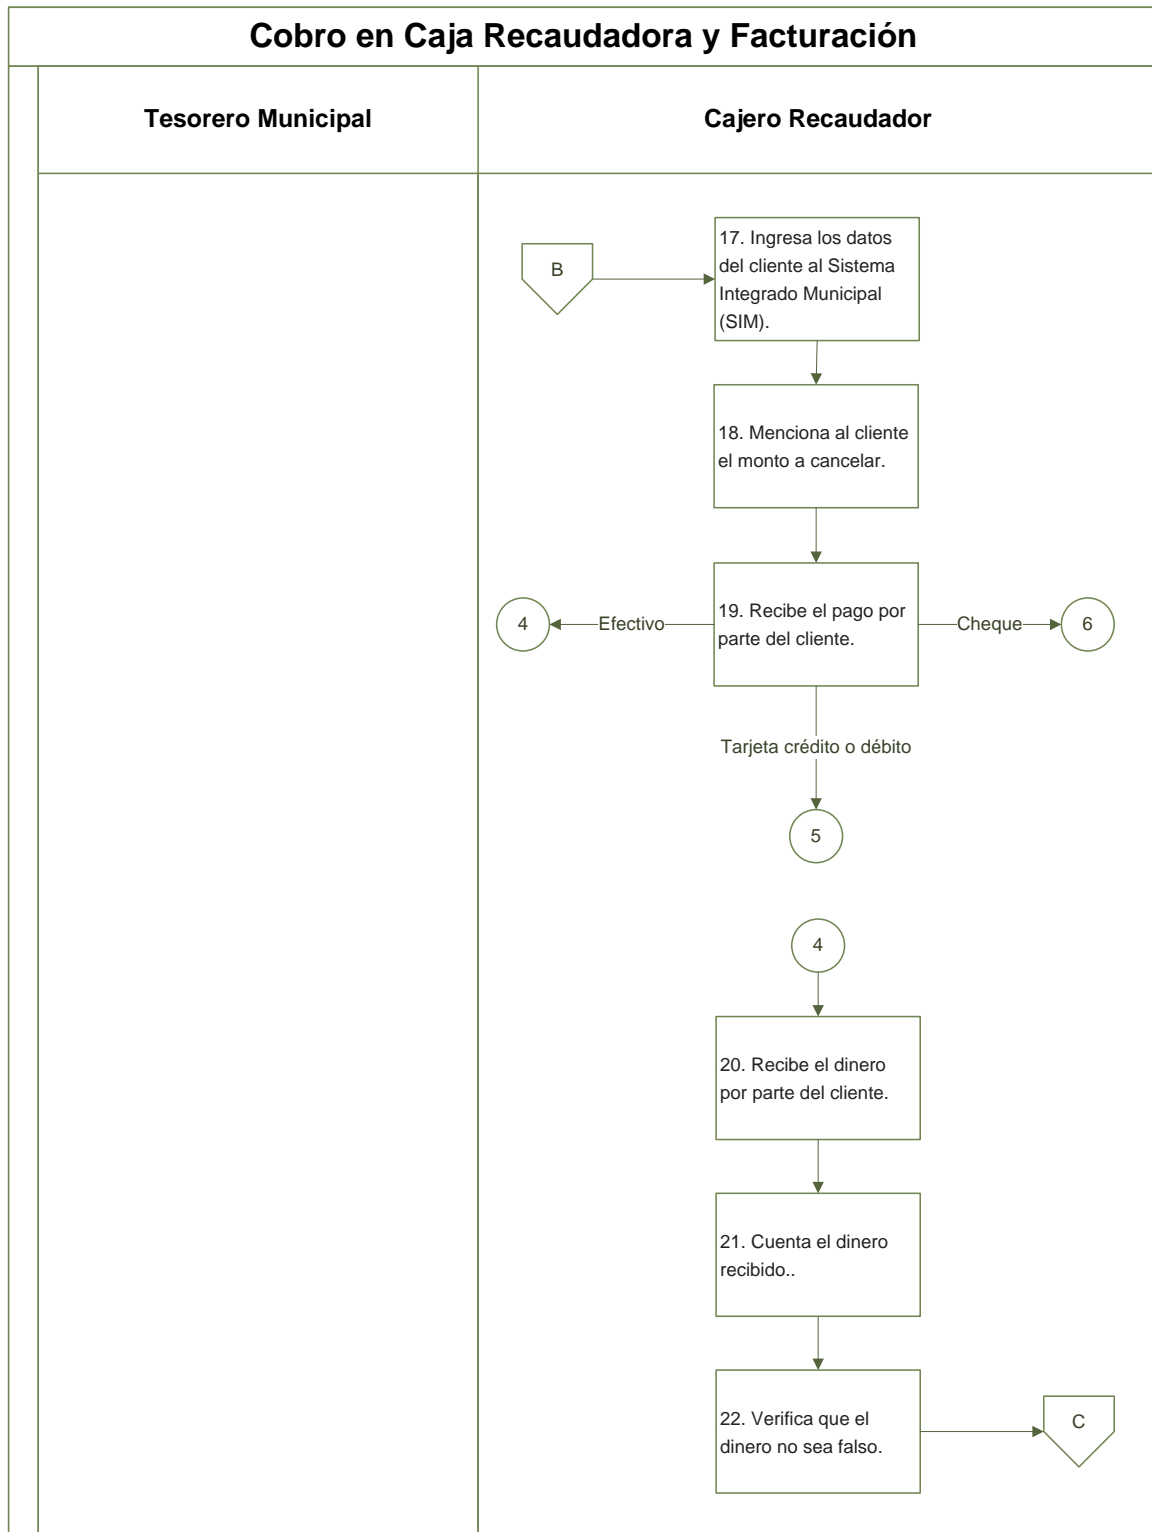 Cobro en Caja Recaudadora y Facturación
Tesorero Municipal
Cajero Recaudador
B
17. Ingresa los datos
del cliente al Sistema
Integrado Municipal
(SIM).
18. Menciona al cliente
el monto a cancelar.
4
Efectivo
19. Recibe el pago por
parte del cliente.
Cheque
6
Tarjeta crédito o débito
5
4
20. Recibe el dinero
por parte del cliente.
21. Cuenta el dinero
recibido..
22. Verifica que el
dinero no sea falso.
C